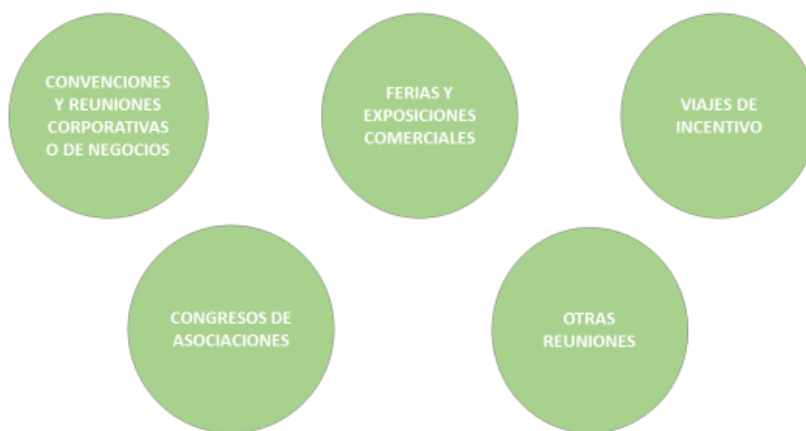 CONVENCIONES
Y REUNIONES
CORPORATIVAS
O DE NEGOCIOS
FERIAS Y
EXPOSICIONES
COMERCIALES
VIAJES DE
INCENTIVO
CONGRESOS DE
ASOCIACIONES
OTRAS
REUNIONES